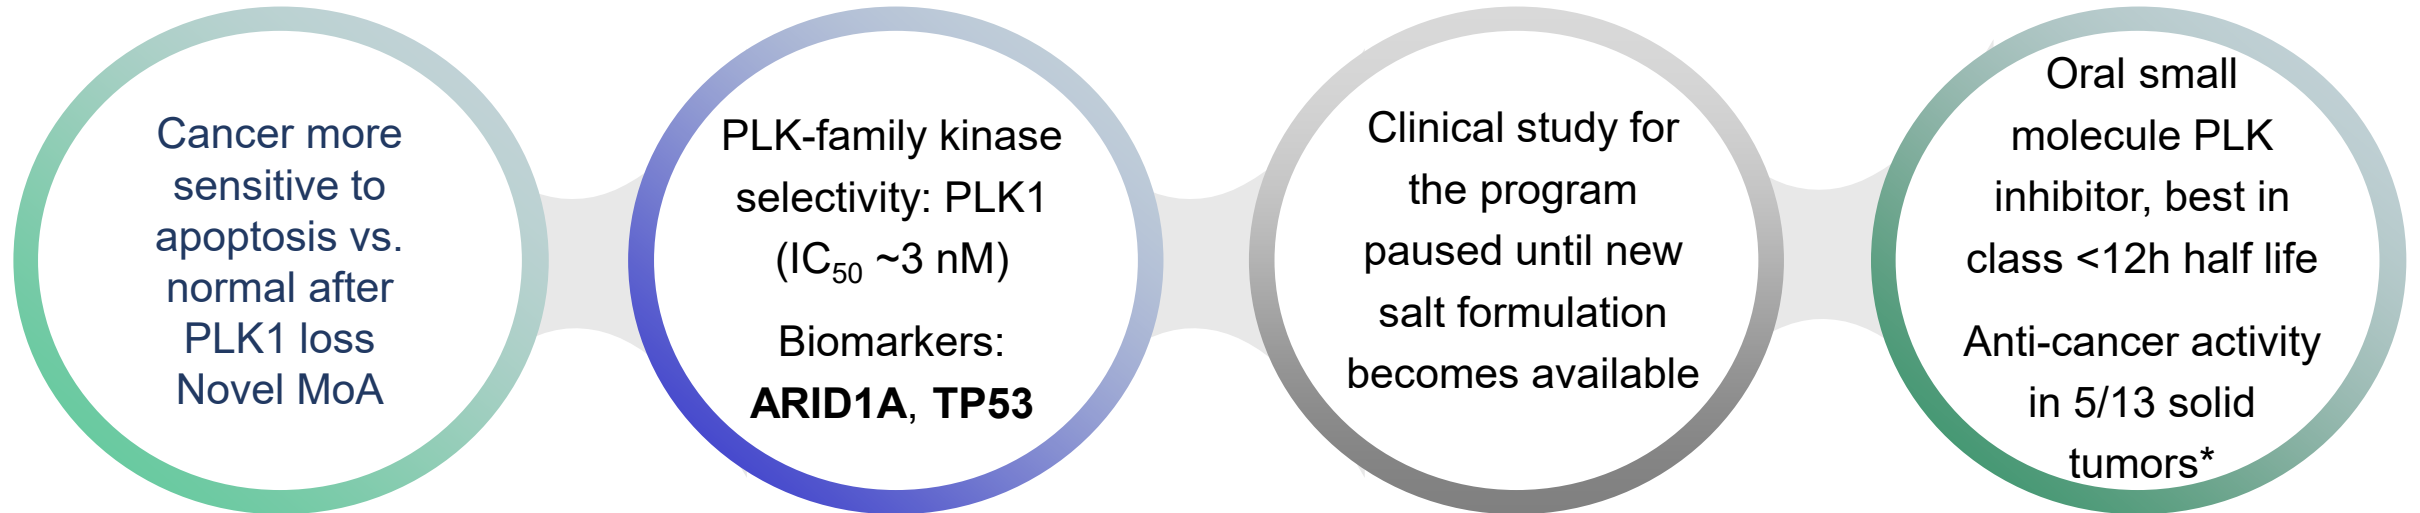 Cancer more
sensitive to
apoptosis vs.
normal after
PLK1 loss
Novel MoA
PLK-family kinase
selectivity: PLK1
(IC₅₀ ~3 nM)
Biomarkers:
ARID1A, TP53
Clinical study for
the program
paused until new
salt formulation
becomes available
Oral small
molecule PLK
inhibitor, best in
class <12h half life
Anti-cancer activity
in 5/13 solid
tumors*